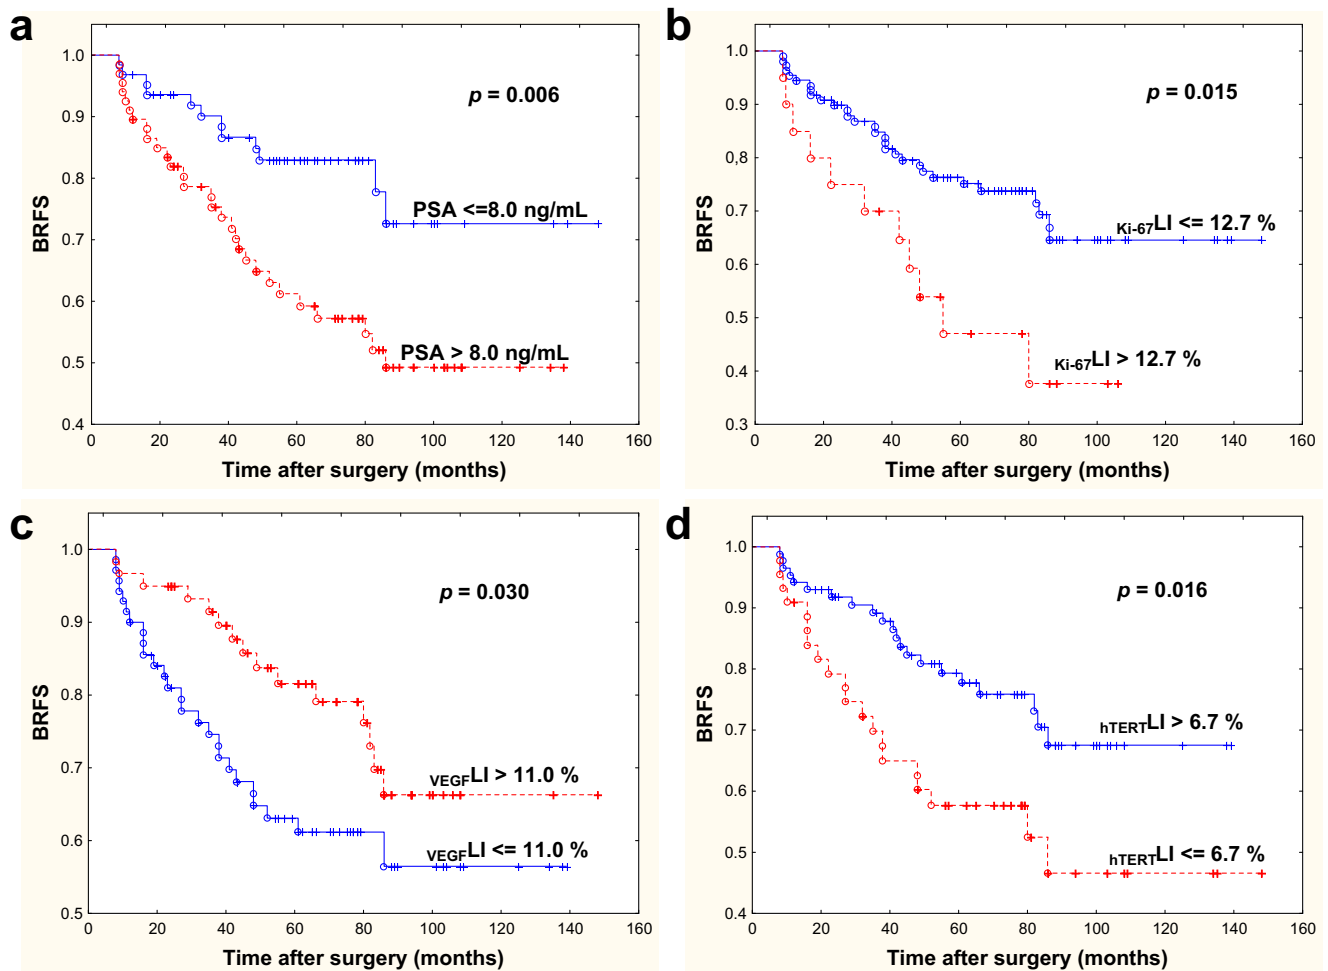 a
1.0
0.9
0.8
0.7
0.6
0.5
0.4
BRFS
p = 0.006
PSA <=8.0 ng/mL
PSA > 8.0 ng/mL
0 20 40 60 80 100 120 140 160
Time after surgery (months)
b
1.0
0.9
0.8
0.7
0.6
0.5
0.4
0.3
BRFS
p = 0.015
Ki-67LI <= 12.7 %
Ki-67LI > 12.7 %
0 20 40 60 80 100 120 140 160
Time after surgery (months)
c
1.0
0.9
0.8
0.7
0.6
0.5
BRFS
p = 0.030
VEGFLI > 11.0 %
VEGFLI <= 11.0 %
0 20 40 60 80 100 120 140 160
Time after surgery (months)
d
1.0
0.9
0.8
0.7
0.6
0.5
0.4
BRFS
p = 0.016
hTERTLI > 6.7 %
hTERTLI <= 6.7 %
0 20 40 60 80 100 120 140 160
Time after surgery (months)